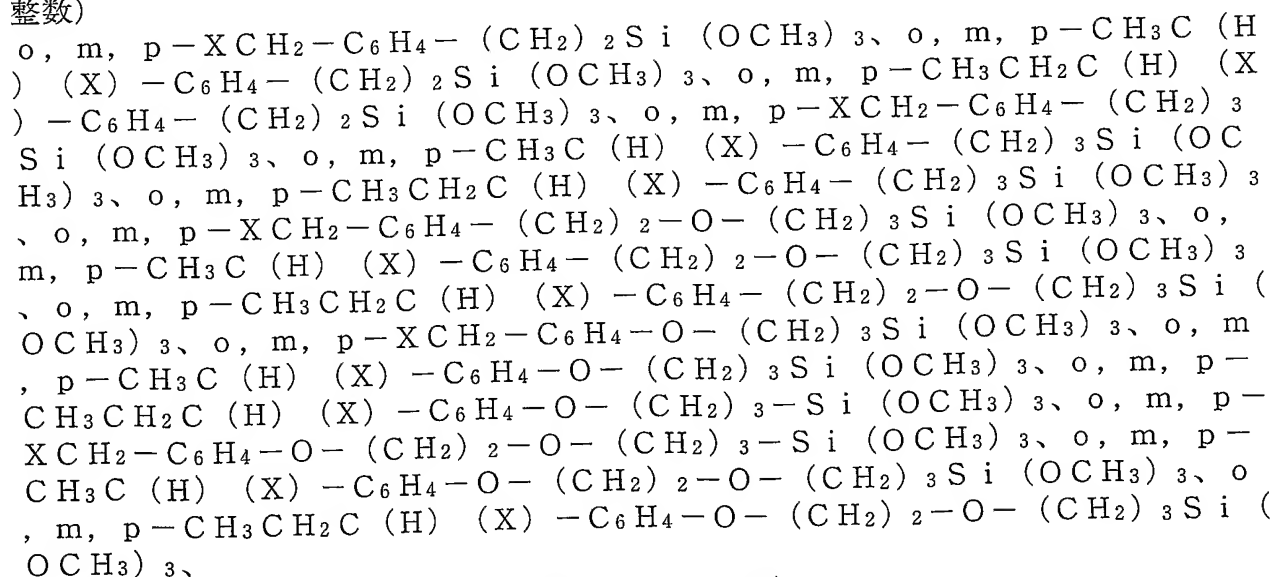 整数)
o, m, p-XCH₂-C₆H₄-(CH₂)₂Si(OCH₃)₃、o, m, p-CH₃C(H
)(X)-C₆H₄-(CH₂)₂Si(OCH₃)₃、o, m, p-CH₃CH₂C(H)(X
)-C₆H₄-(CH₂)₂Si(OCH₃)₃、o, m, p-XCH₂-C₆H₄-(CH₂)₃
Si(OCH₃)₃、o, m, p-CH₃C(H)(X)-C₆H₄-(CH₂)₃Si(OC
H₃)₃、o, m, p-CH₃CH₂C(H)(X)-C₆H₄-(CH₂)₃Si(OCH₃)₃
、o, m, p-XCH₂-C₆H₄-(CH₂)₂-O-(CH₂)₃Si(OCH₃)₃、o,
m, p-CH₃C(H)(X)-C₆H₄-(CH₂)₂-O-(CH₂)₃Si(OCH₃)₃
、o, m, p-CH₃CH₂C(H)(X)-C₆H₄-(CH₂)₂-O-(CH₂)₃Si(
OCH₃)₃、o, m, p-XCH₂-C₆H₄-O-(CH₂)₃Si(OCH₃)₃、o, m
, p-CH₃C(H)(X)-C₆H₄-O-(CH₂)₃Si(OCH₃)₃、o, m, p-
CH₃CH₂C(H)(X)-C₆H₄-O-(CH₂)₃-Si(OCH₃)₃、o, m, p-
XCH₂-C₆H₄-O-(CH₂)₂-O-(CH₂)₃-Si(OCH₃)₃、o, m, p-
CH₃C(H)(X)-C₆H₄-O-(CH₂)₂-O-(CH₂)₃Si(OCH₃)₃、o
, m, p-CH₃CH₂C(H)(X)-C₆H₄-O-(CH₂)₂-O-(CH₂)₃Si(
OCH₃)₃、